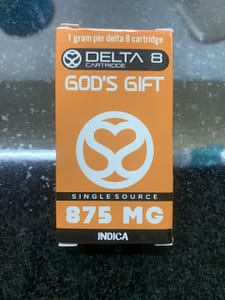 1 gram per delta 8 cartridge
DELTA 8
CARTRIDGE
GOD'S GIFT
SINGLE SOURCE
875 MG
INDICA